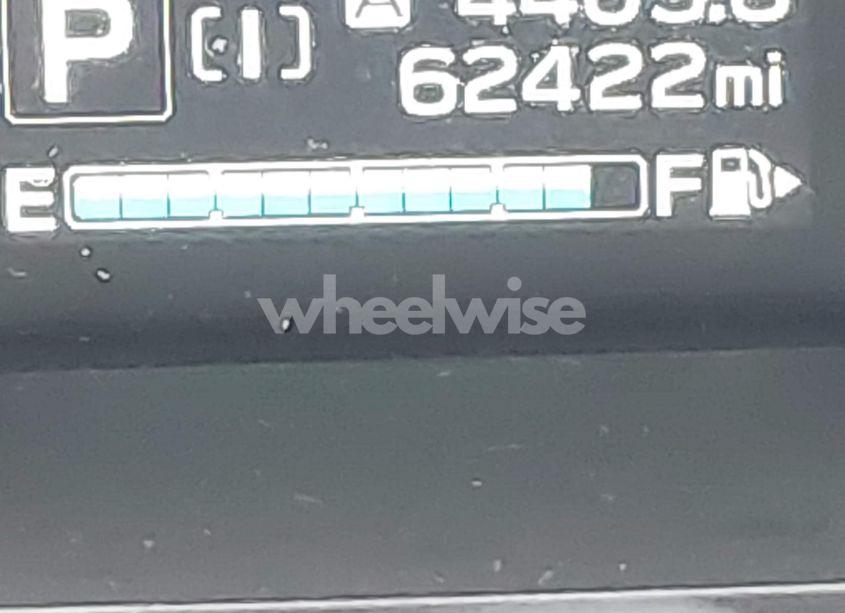 P [I] A
62422mi
E F
wheelwise